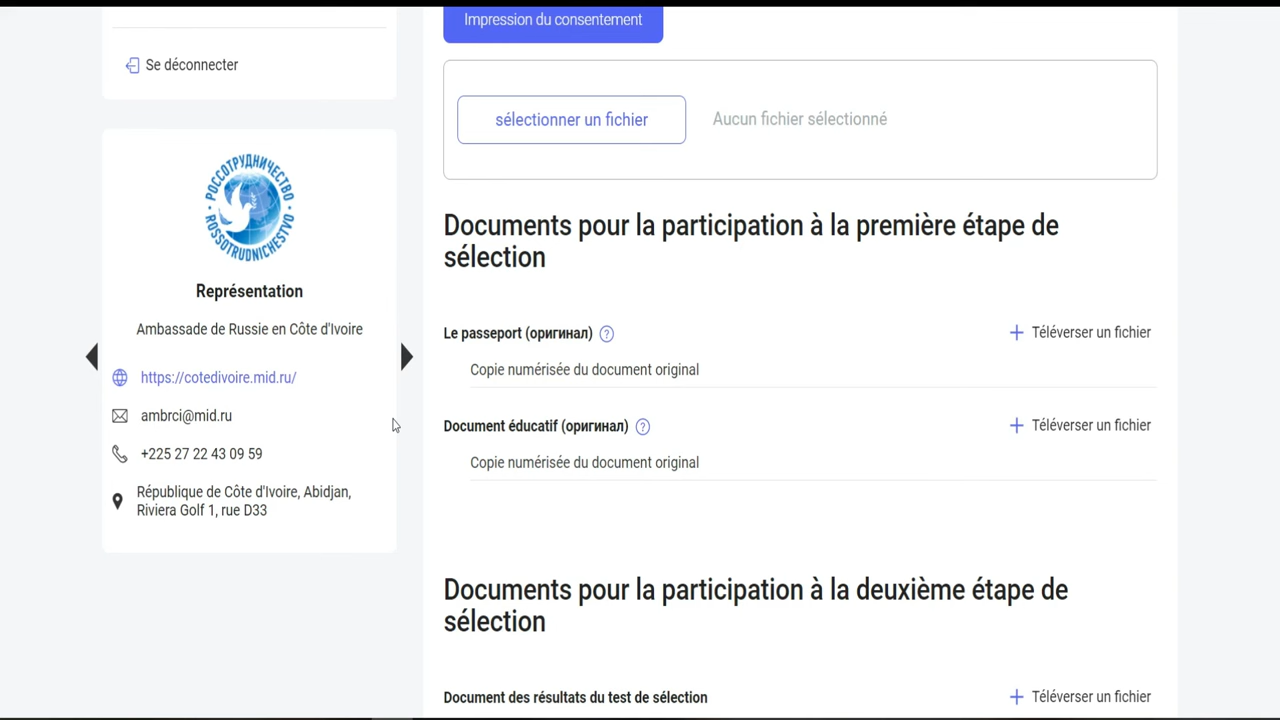 Impression du consentement
Se déconnecter
sélectionner un fichier
Aucun fichier sélectionné
РОССОТРУДНИЧЕСТВО
ROSSOTRUDNICHESTVO
Représentation
Ambassade de Russie en Côte d'Ivoire
https://cotedivoire.mid.ru/
ambrci@mid.ru
+225 27 22 43 09 59
République de Côte d'Ivoire, Abidjan,
Riviera Golf 1, rue D33
Documents pour la participation à la première étape de
sélection
Le passeport (оригинал) ?
+ Téléverser un fichier
Copie numérisée du document original
Document éducatif (оригинал) ?
+ Téléverser un fichier
Copie numérisée du document original
Documents pour la participation à la deuxième étape de
sélection
Document des résultats du test de sélection
+ Téléverser un fichier